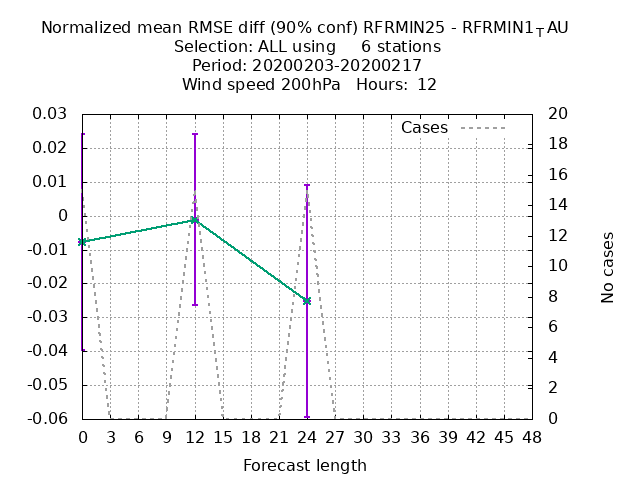 Normalized mean RMSE diff (90% conf) RFRMIN25 - RFRMIN1_TAU
Selection: ALL using 6 stations
Period: 20200203-20200217
Wind speed 200hPa Hours: 12
Cases
0.03
0.02
0.01
0
-0.01
-0.02
-0.03
-0.04
-0.05
-0.06
20
18
16
14
12
10
8
6
4
2
0
No cases
0 3 6 9 12 15 18 21 24 27 30 33 36 39 42 45 48
Forecast length